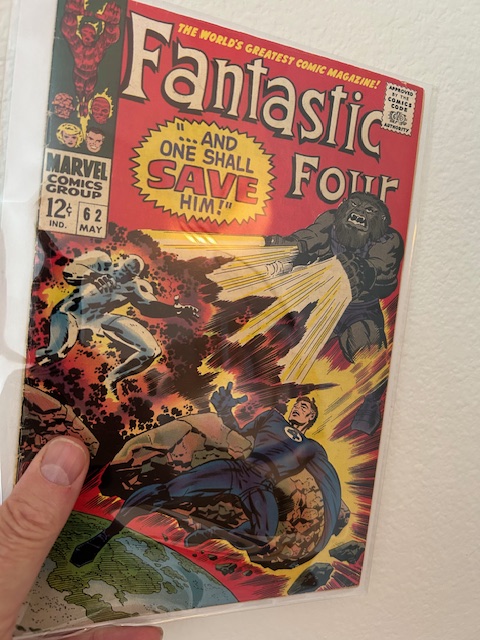 THE WORLD'S GREATEST COMIC MAGAZINE!
FANTASTIC
FOUR
APPROVED
BY THE
COMICS
CODE
AUTHORITY
"...AND
ONE SHALL
SAVE
HIM!"
MARVEL
COMICS
GROUP
12¢
IND.
62
MAY
4